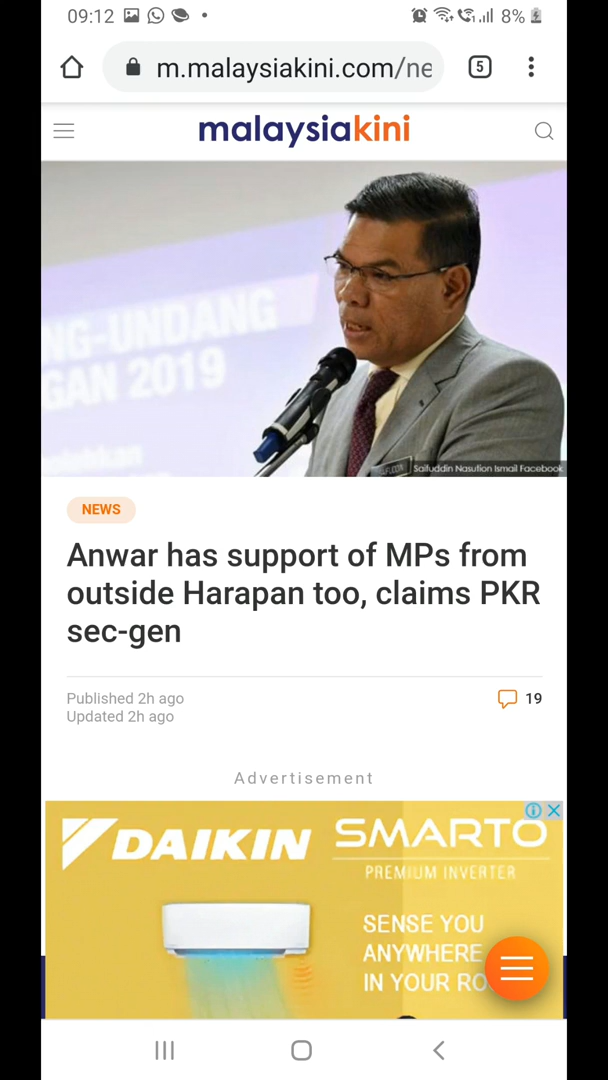 09:12
8%
m.malaysiakini.com/ne
5
malaysiakini
NG-UNDANG
GAN 2019
Saifuddin Nasution Ismail Facebook
NEWS
Anwar has support of MPs from
outside Harapan too, claims PKR
sec-gen
Published 2h ago
19
Updated 2h ago
Advertisement
DAIKIN
SMARTO
PREMIUM INVERTER
SENSE YOU
ANYWHERE
IN YOUR RO